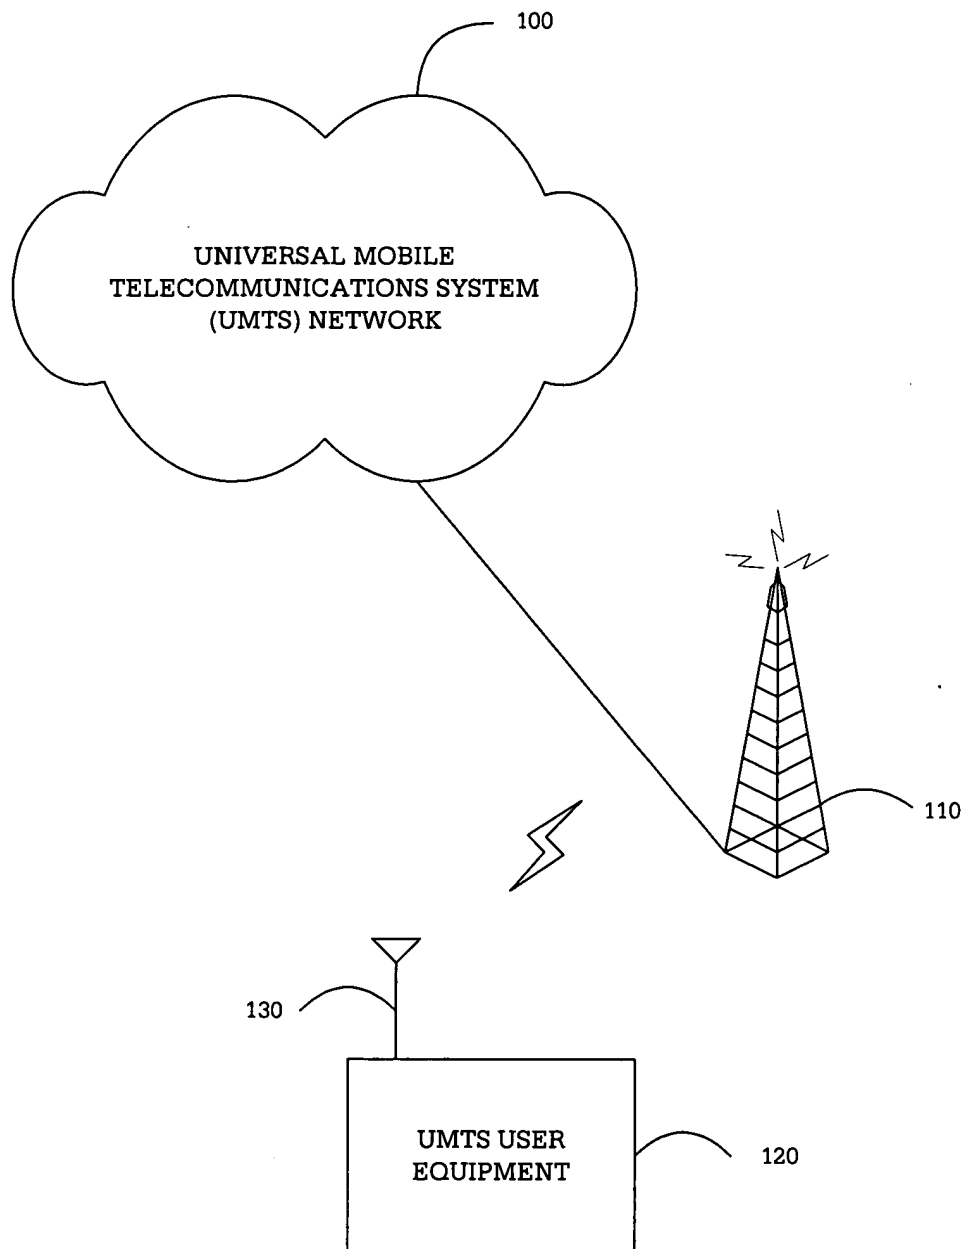 100
UNIVERSAL MOBILE
TELECOMMUNICATIONS SYSTEM
(UMTS) NETWORK
110
130
UMTS USER
EQUIPMENT
120